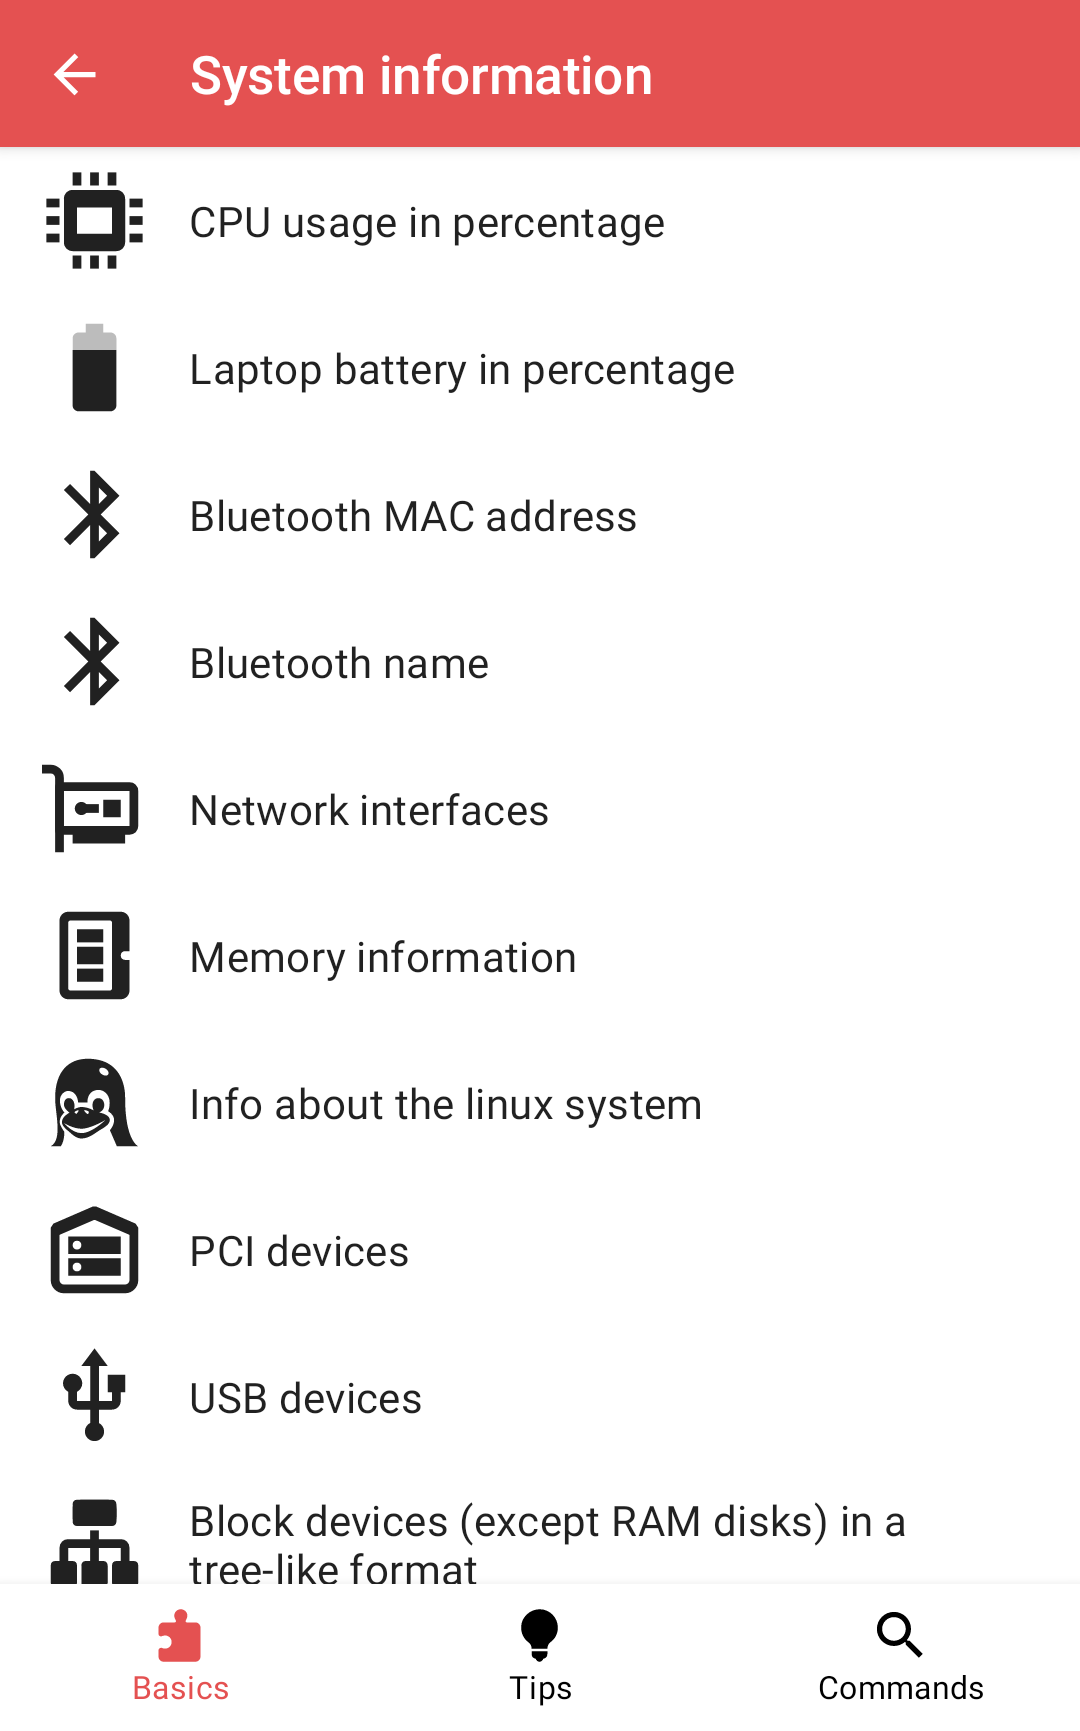 System information
CPU usage in percentage
Laptop battery in percentage
Bluetooth MAC address
Bluetooth name
Network interfaces
Memory information
Info about the linux system
PCI devices
USB devices
Block devices (except RAM disks) in a
tree-like format
Basics
Tips
Commands